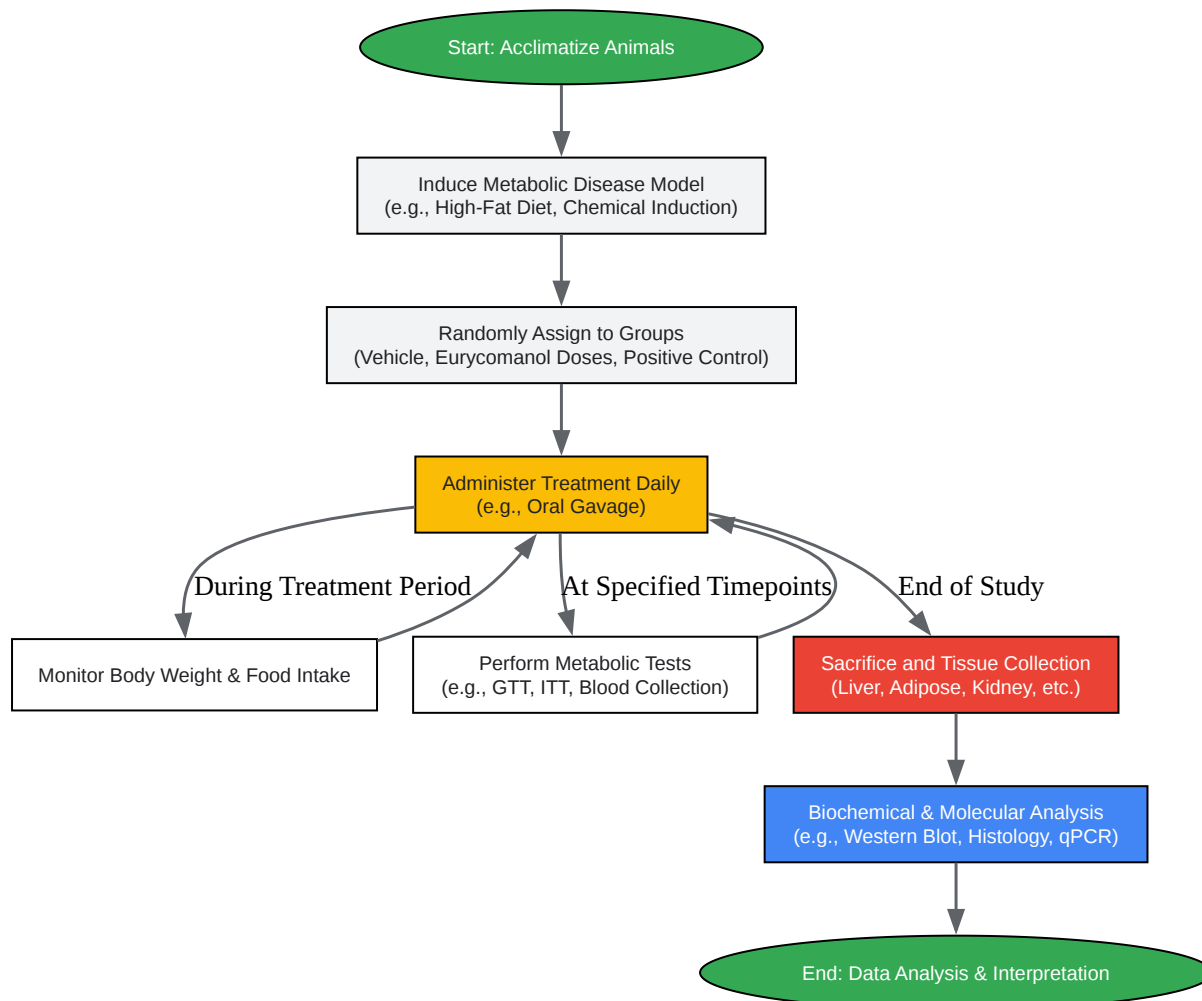 Start: Acclimatize Animals
Induce Metabolic Disease Model
(e.g., High-Fat Diet, Chemical Induction)
Randomly Assign to Groups
(Vehicle, Eurycomanol Doses, Positive Control)
Administer Treatment Daily
(e.g., Oral Gavage)
During Treatment Period
At Specified Timepoints
End of Study
Monitor Body Weight & Food Intake
Perform Metabolic Tests
(e.g., GTT, ITT, Blood Collection)
Sacrifice and Tissue Collection
(Liver, Adipose, Kidney, etc.)
Biochemical & Molecular Analysis
(e.g., Western Blot, Histology, qPCR)
End: Data Analysis & Interpretation